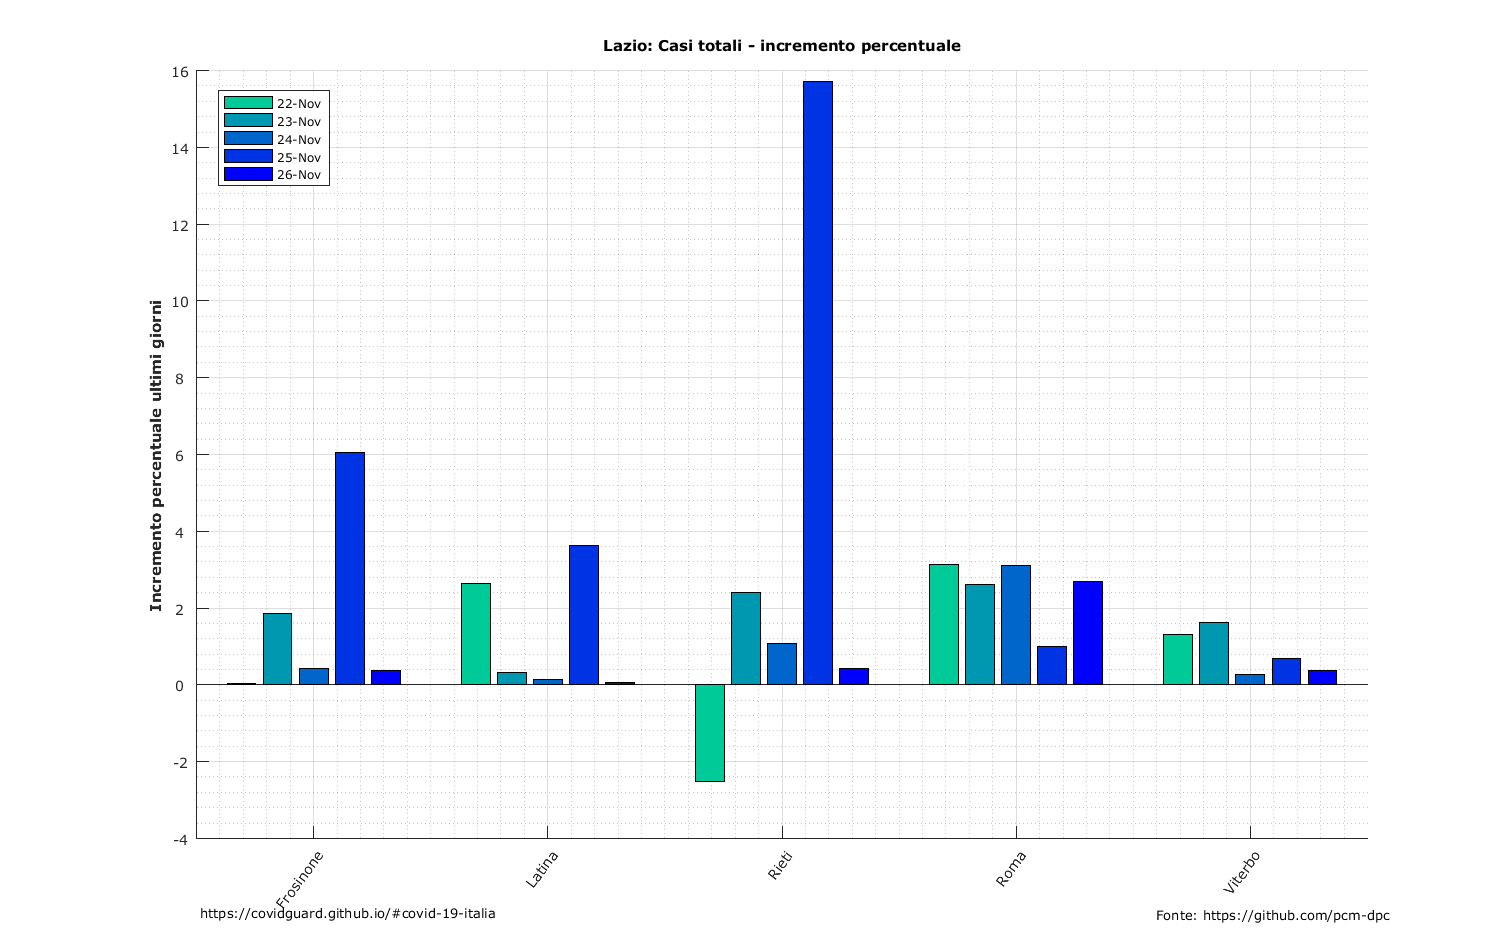 Lazio: Casi totali - incremento percentuale
Incremento percentuale ultimi giorni
16
14
12
10
8
6
4
2
0
-2
-4
22-Nov
23-Nov
24-Nov
25-Nov
26-Nov
Frosinone
Latina
Rieti
Roma
Viterbo
https://covidguard.github.io/#covid-19-italia
Fonte: https://github.com/pcm-dpc